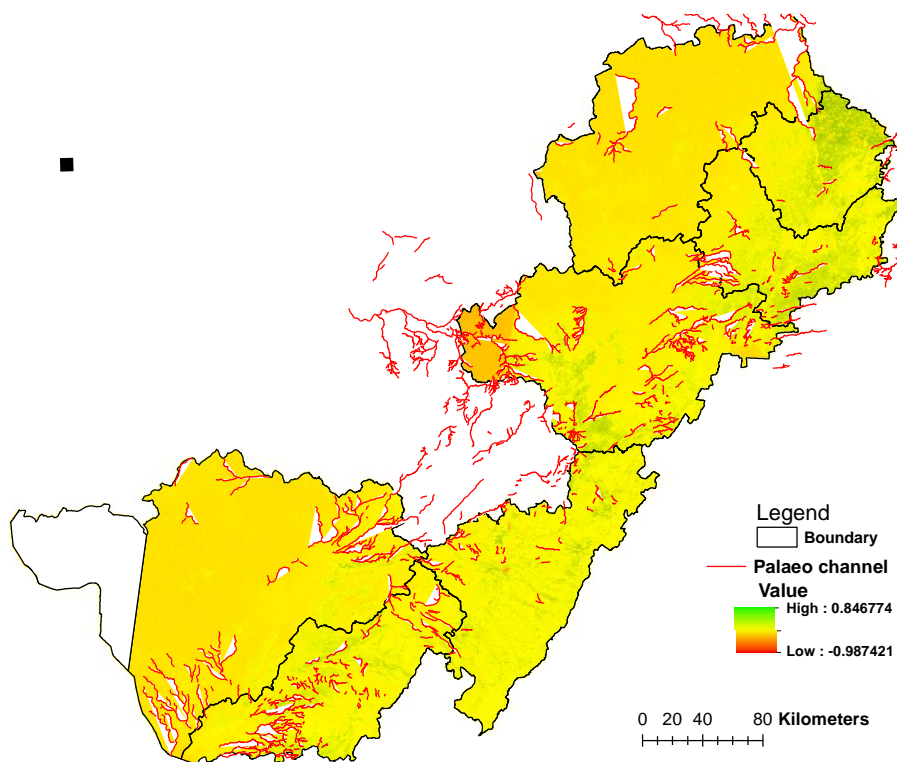 Legend
Boundary
Palaeo channel
Value
High : 0.846774
Low : -0.987421
0 20 40 80 Kilometers